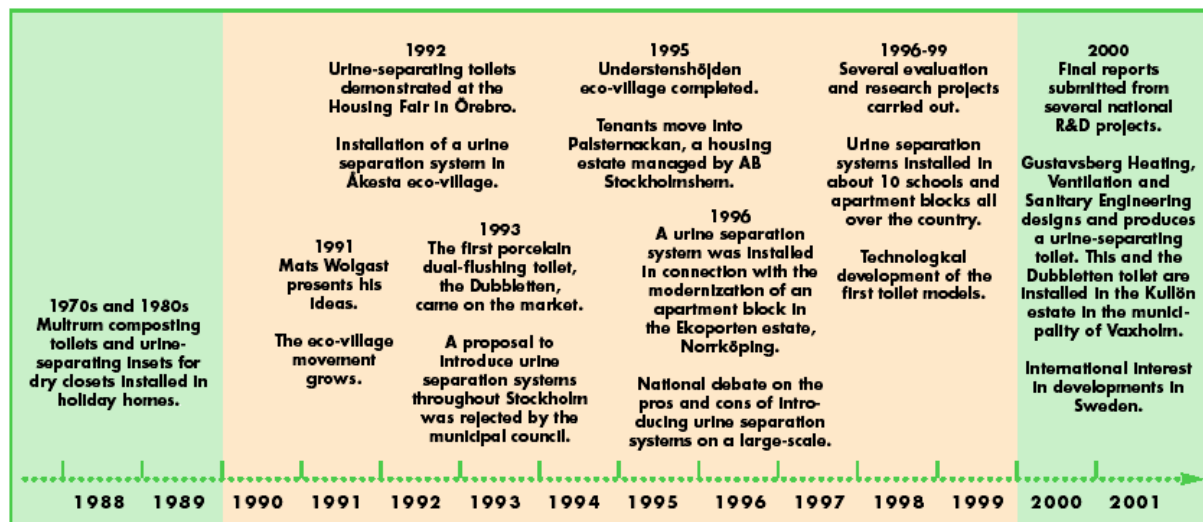 1970s and 1980s
Multrum composting
toilets and urine-
separating insets for
dry closets installed in
holiday homes.
1991
Mats Wolgast
presents his
ideas.
The eco-village
movement
grows.
1992
Urine-separating toilets
demonstrated at the
Housing Fair in Örebro.
Installation of a urine
separation system in
Åkesta eco-village.
1993
The first porcelain
dual-flushing toilet,
the Dubbletten,
came on the market.
A proposal to
introduce urine
separation systems
throughout Stockholm
was rejected by the
municipal council.
1995
Understenshöjden
eco-village completed.
Tenants move into
Palsternackan, a housing
estate managed by AB
Stockholmshem.
1996
A urine separation
system was installed
in connection with the
modernization of an
apartment block in
the Ekoporten estate,
Norrköping.
National debate on the
pros and cons of intro-
ducing urine separation
systems on a large-scale.
1996-99
Several evaluation
and research projects
carried out.
Urine separation
systems installed in
about 10 schools and
apartment blocks all
over the country.
Technological
development of the
first toilet models.
2000
Final reports
submitted from
several national
R&D projects.
Gustavsberg Heating,
Ventilation and
Sanitary Engineering
designs and produces
a urine-separating
toilet. This and the
Dubbletten toilet are
installed in the Kullön
estate in the munici-
pality of Vaxholm.
International interest
in developments in
Sweden.
1988 1989 1990 1991 1992 1993 1994 1995 1996 1997 1998 1999 2000 2001